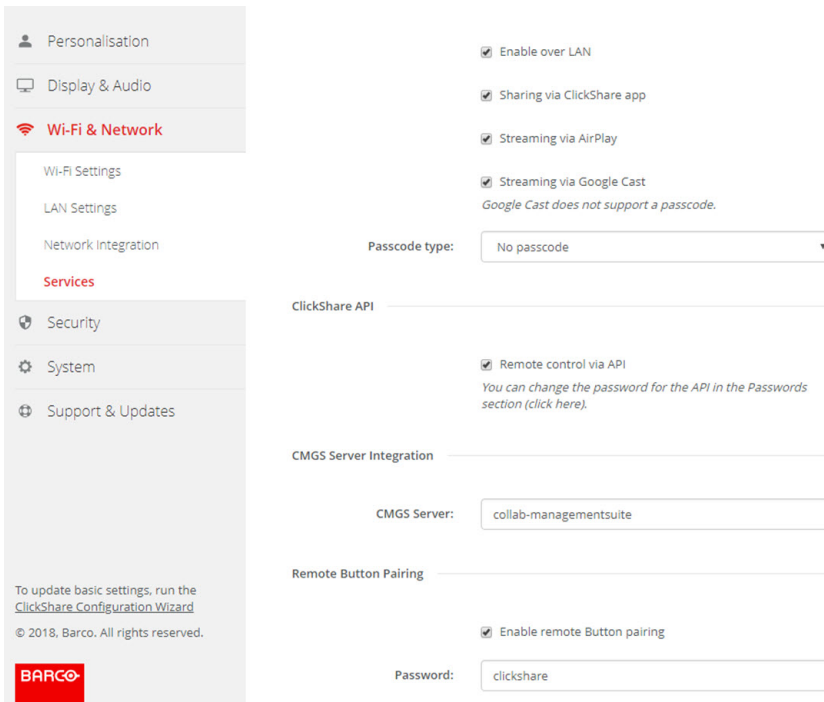 Personalisation
Display & Audio
Wi-Fi & Network
Wi-Fi Settings
LAN Settings
Network Integration
Services
Security
System
Support & Updates
To update basic settings, run the
ClickShare Configuration Wizard
© 2018, Barco. All rights reserved.
BARCO
Enable over LAN
Sharing via ClickShare app
Streaming via AirPlay
Streaming via Google Cast
Google Cast does not support a passcode.
Passcode type: No passcode
ClickShare API
Remote control via API
You can change the password for the API in the Passwords
section (click here).
CMGS Server Integration
CMGS Server: collab-managementsuite
Remote Button Pairing
Enable remote Button pairing
Password: clickshare